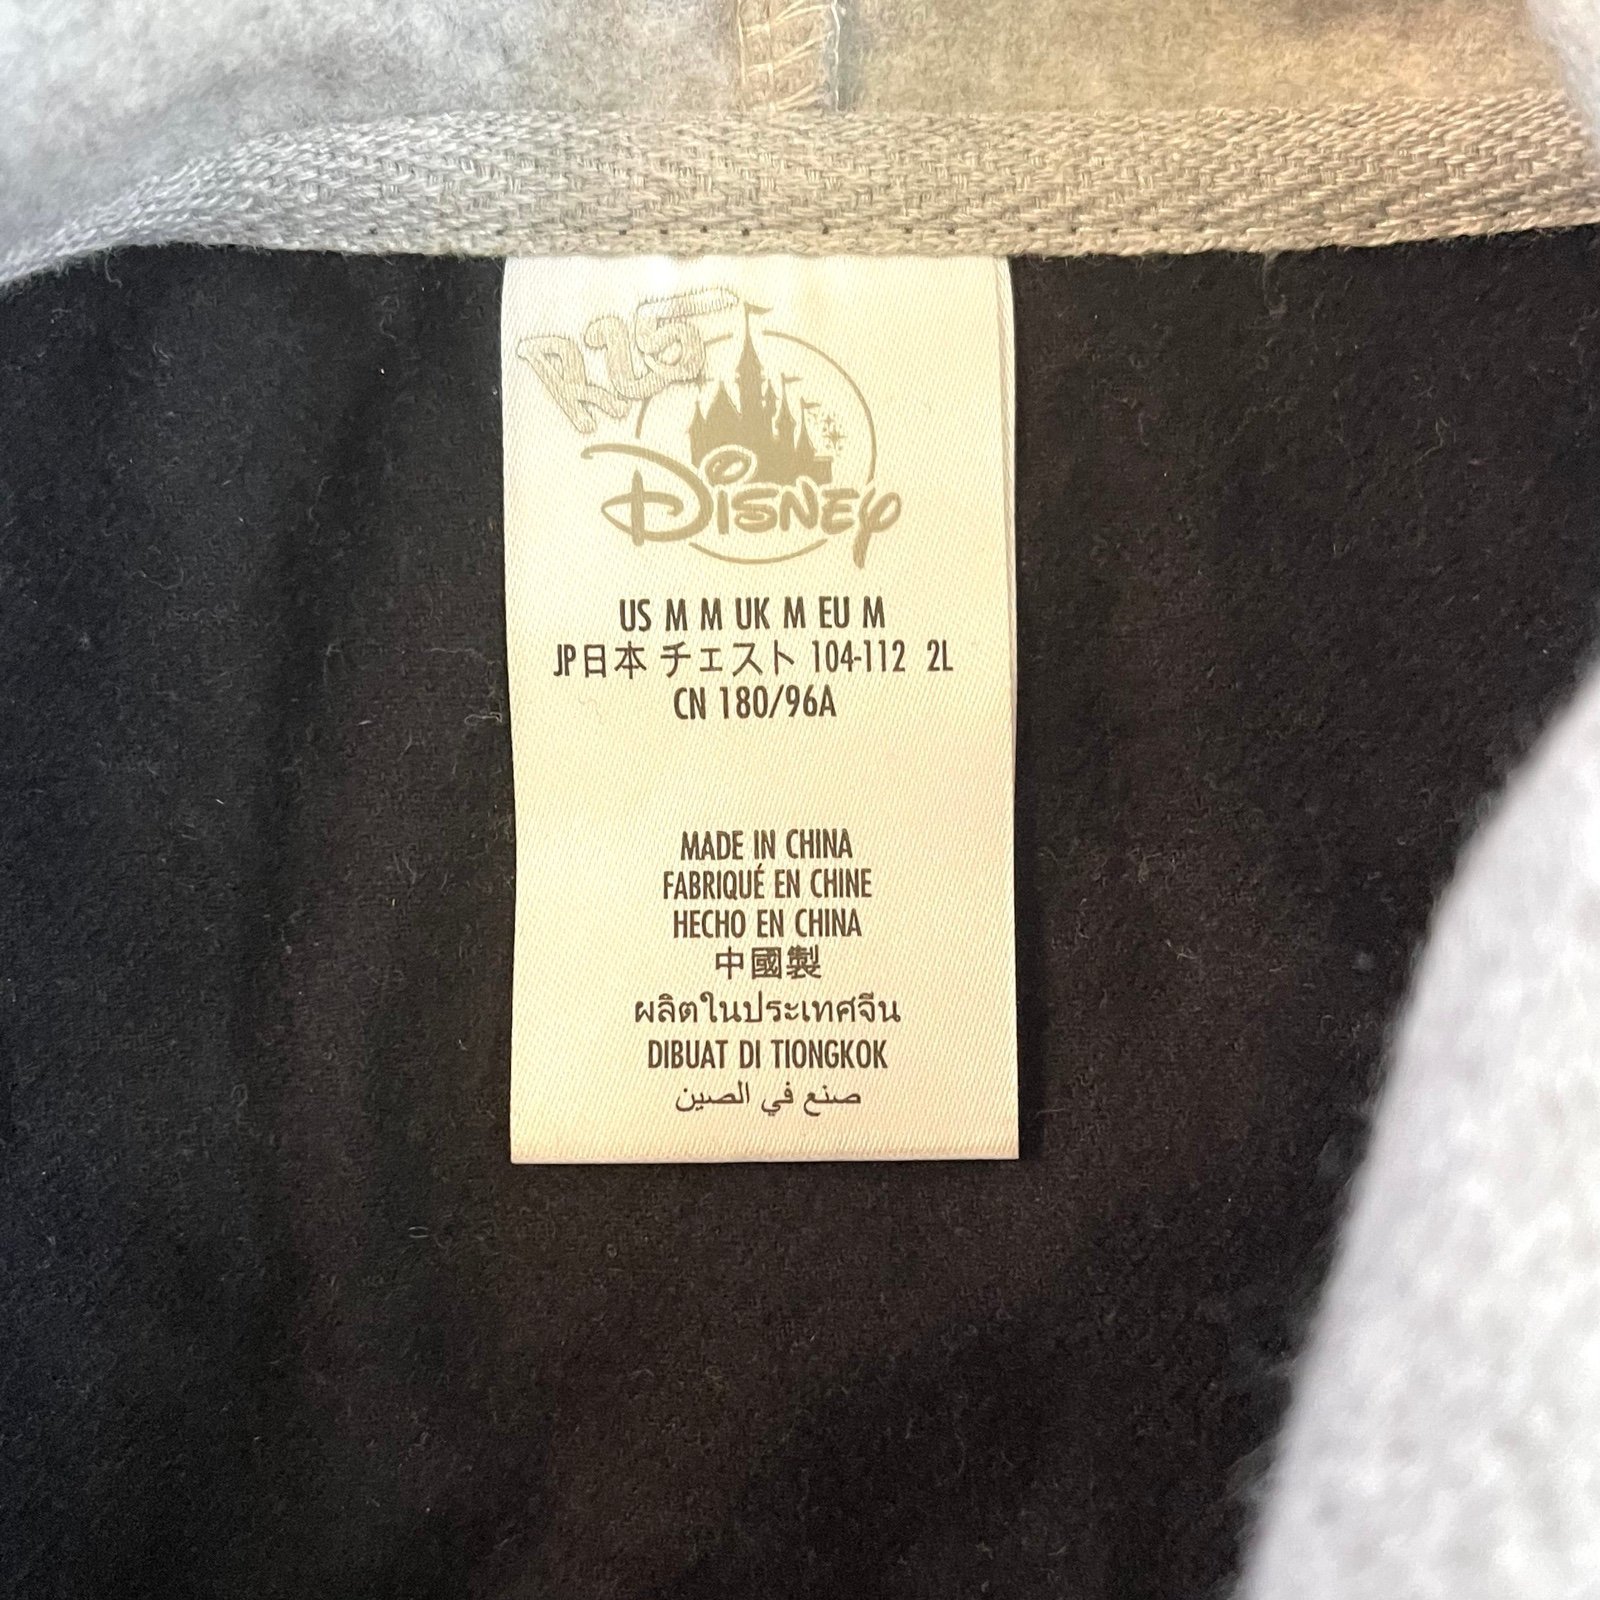 R15
Disney
US M M UK M EU M
JP日本 チェスト 104-112 2L
CN 180/96A
MADE IN CHINA
FABRIQUÉ EN CHINE
HECHO EN CHINA
中國製
ผลิตในประเทศจีน
DIBUAT DI TIONGKOK
صنع في الصين